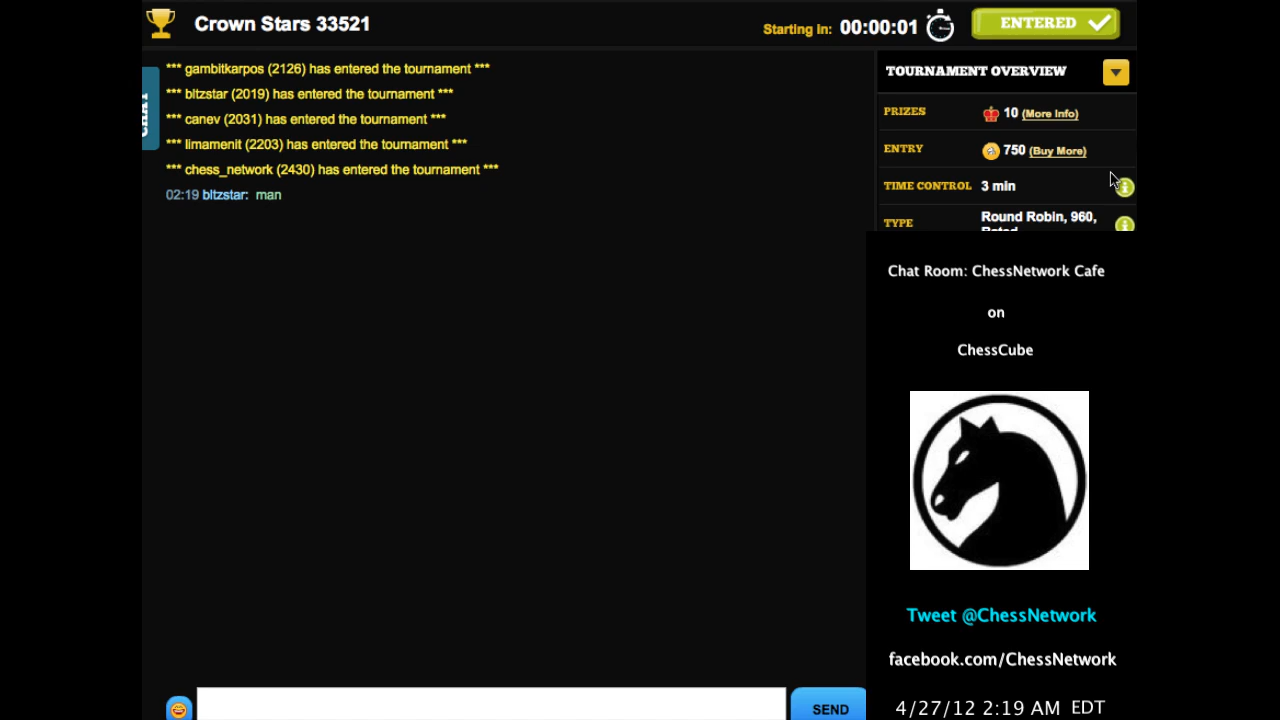 Crown Stars 33521
Starting in: 00:00:01
ENTERED
*** gambitkarpos (2126) has entered the tournament ***
*** bltzstar (2019) has entered the tournament ***
*** canev (2031) has entered the tournament ***
*** limamenit (2203) has entered the tournament ***
*** chess_network (2430) has entered the tournament ***
02:19 bltzstar: man
CHAT
TOURNAMENT OVERVIEW
PRIZES 10 (More Info)
ENTRY 750 (Buy More)
TIME CONTROL 3 min
TYPE Round Robin, 960,
Rated
Chat Room: ChessNetwork Cafe
on
ChessCube
Tweet @ChessNetwork
facebook.com/ChessNetwork
4/27/12 2:19 AM EDT
SEND